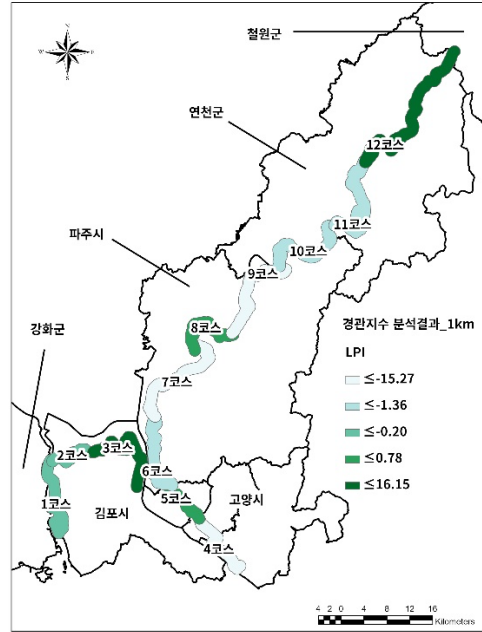 철원군
N
W
E
S
연천군
12코스
11코스
10코스
파주시
9코스
8코스
경관지수 분석결과_1km
강화군
LPI
≤-15.27
7코스
≤-1.36
≤-0.20
3코스
2코스
≤0.78
6코스
≤16.15
1코스
5코스
고양시
김포시
4코스
4 2 0 4 8 12 16
Kilometers